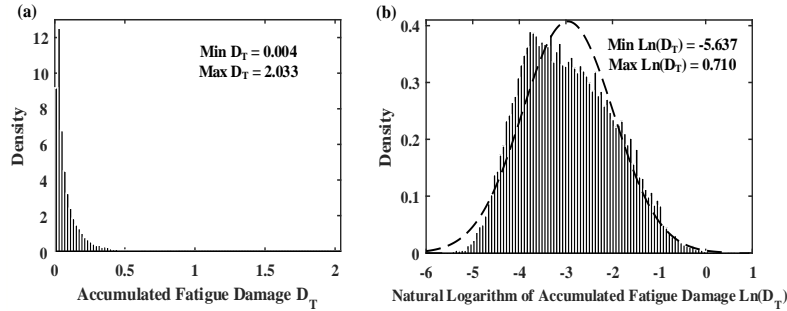 (a)
12
10
8
6
4
2
0
Density
Min D_T = 0.004
Max D_T = 2.033
0 0.5 1 1.5 2
Accumulated Fatigue Damage D_T
(b)
0.4
0.3
0.2
0.1
0
Density
Min Ln(D_T) = -5.637
Max Ln(D_T) = 0.710
-6 -5 -4 -3 -2 -1 0 1
Natural Logarithm of Accumulated Fatigue Damage Ln(D_T)